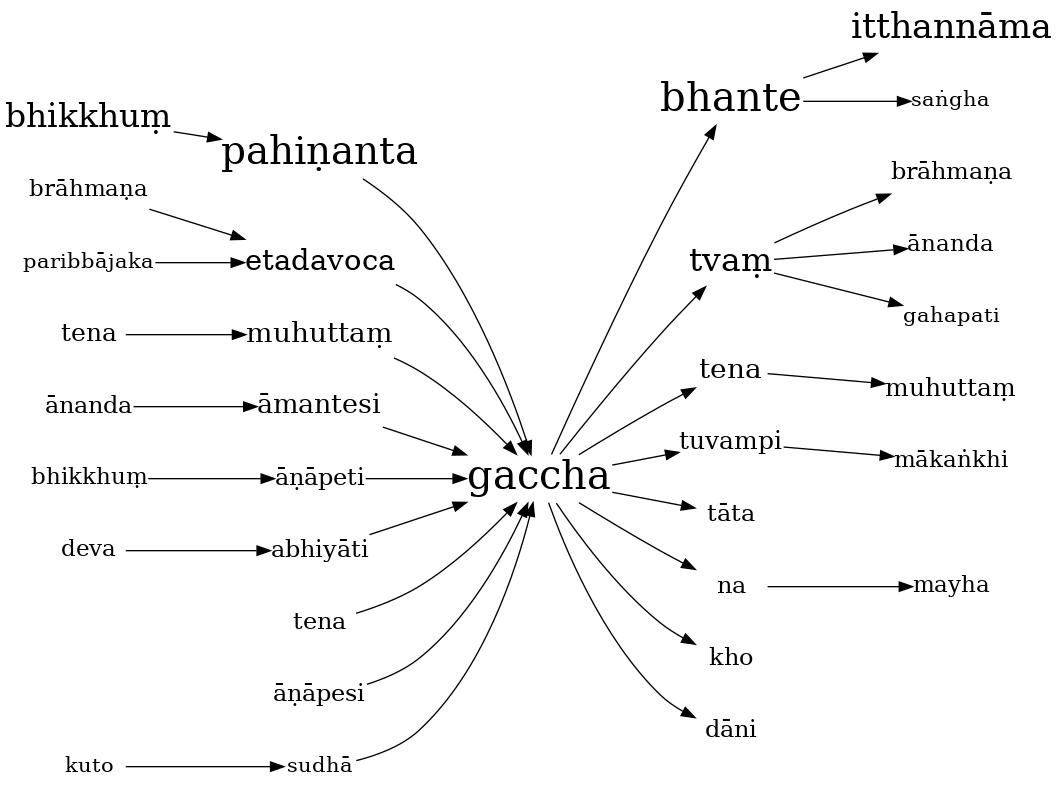 itthannāma
bhante
saṅgha
bhikkhuṃ
pahiṇanta
brāhmaṇa
brāhmaṇa
paribbājaka
etadavoca
tvaṃ
ānanda
gahapati
tena
muhuttaṃ
tena
muhuttaṃ
ānanda
āmantesi
tuvampi
mākaṅkhi
bhikkhuṃ
āṇāpeti
gaccha
tāta
deva
abhiyāti
na
mayha
tena
kho
āṇāpesi
dāni
kuto
sudhā